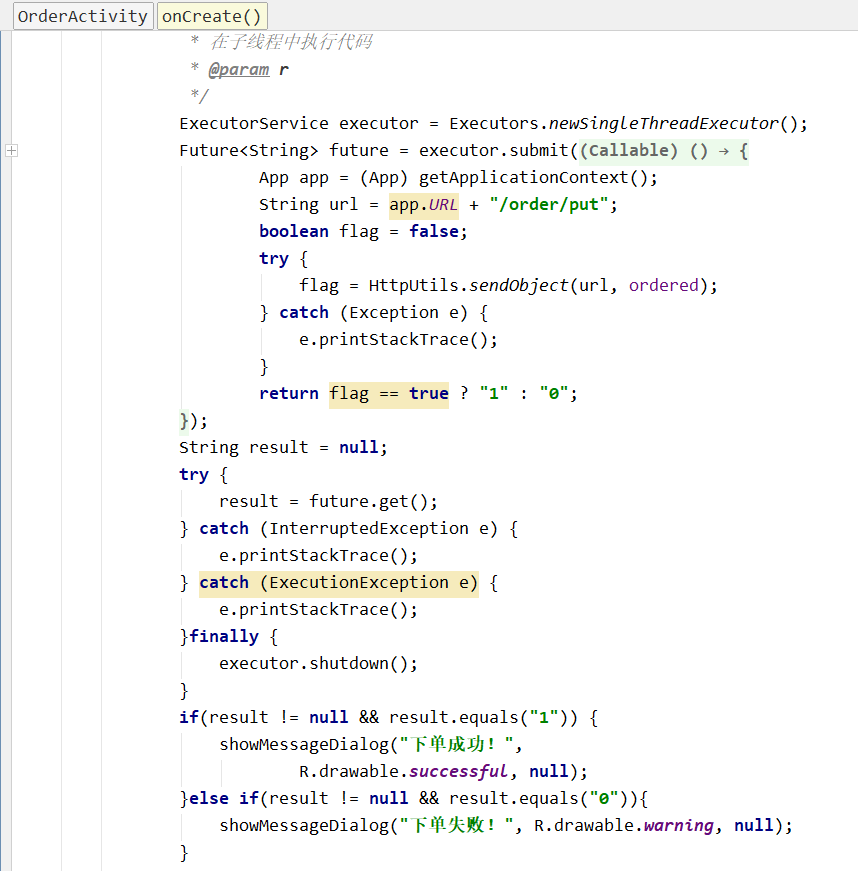 OrderActivity onCreate()
* 在子线程中执行代码
* @param r
*/
ExecutorService executor = Executors.newSingleThreadExecutor();
Future<String> future = executor.submit((Callable) () → {
App app = (App) getApplicationContext();
String url = app.URL + "/order/put";
boolean flag = false;
try {
flag = HttpUtils.sendObject(url, ordered);
} catch (Exception e) {
e.printStackTrace();
}
return flag == true ? "1" : "0";
});
String result = null;
try {
result = future.get();
} catch (InterruptedException e) {
e.printStackTrace();
} catch (ExecutionException e) {
e.printStackTrace();
}finally {
executor.shutdown();
}
if(result != null && result.equals("1")) {
showMessageDialog("下单成功！",
R.drawable.successful, null);
}else if(result != null && result.equals("0")){
showMessageDialog("下单失败！", R.drawable.warning, null);
}